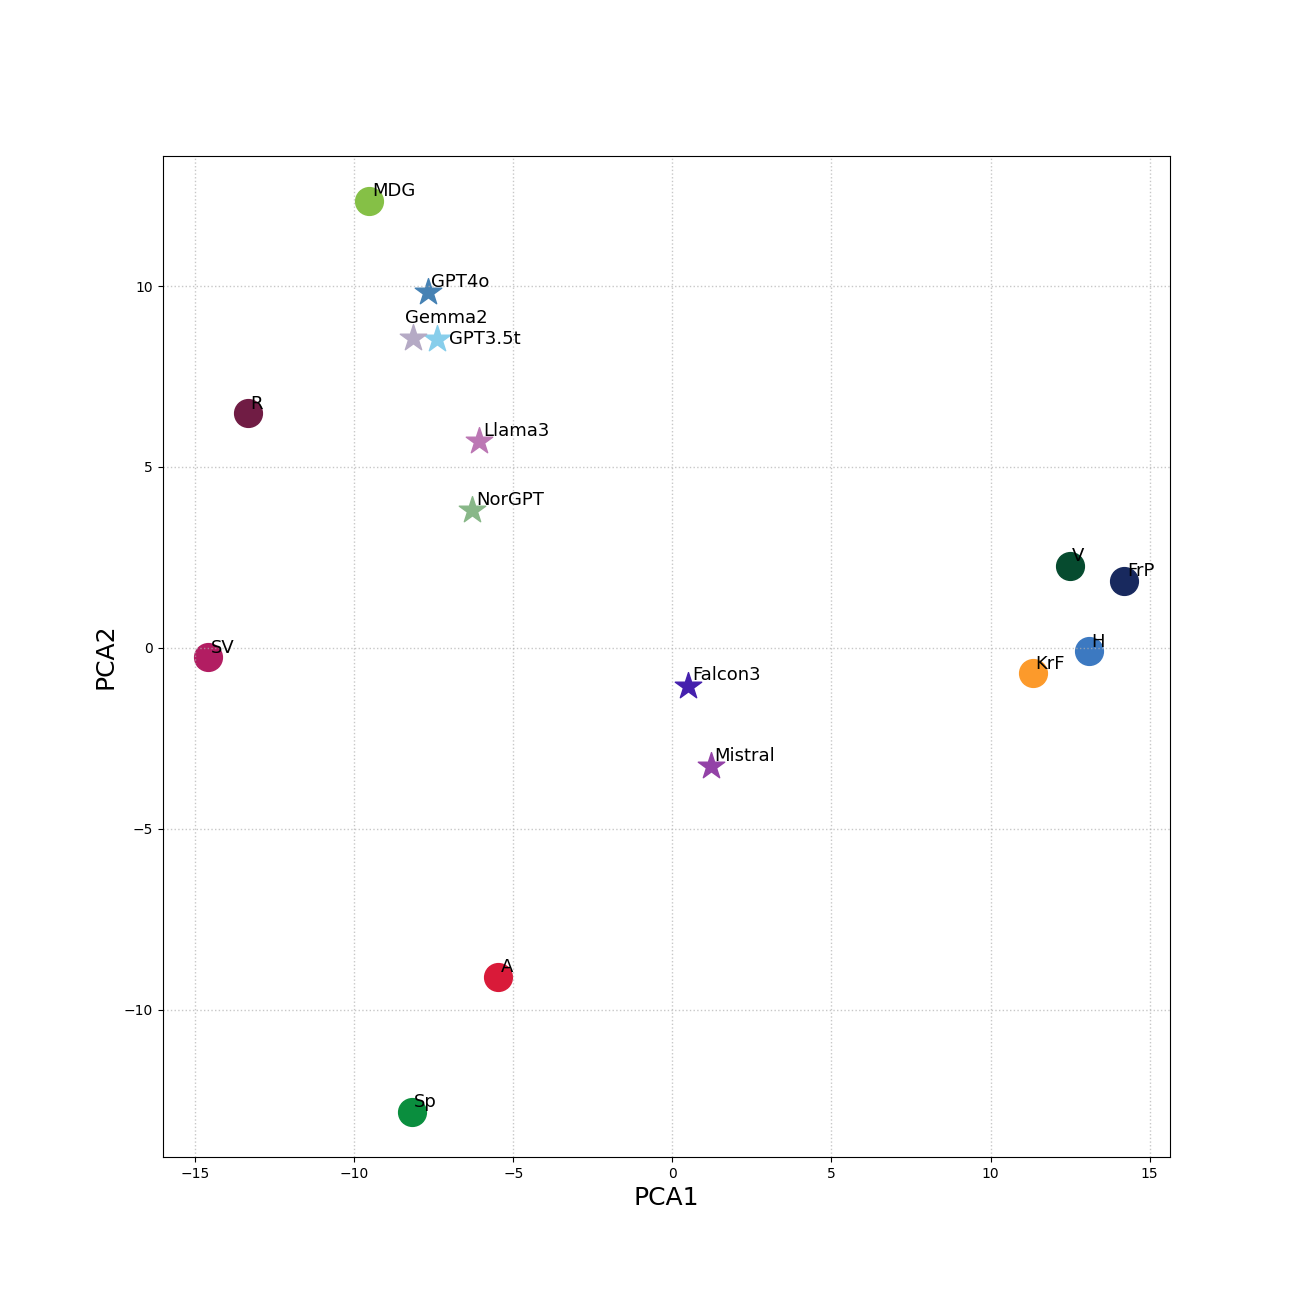 MDG
GPT4o
Gemma2
GPT3.5t
R
Llama3
NorGPT
V
FrP
SV
H
KrF
Falcon3
Mistral
A
Sp
10
5
0
−5
−10
PCA2
−15 −10 −5 0 5 10 15
PCA1